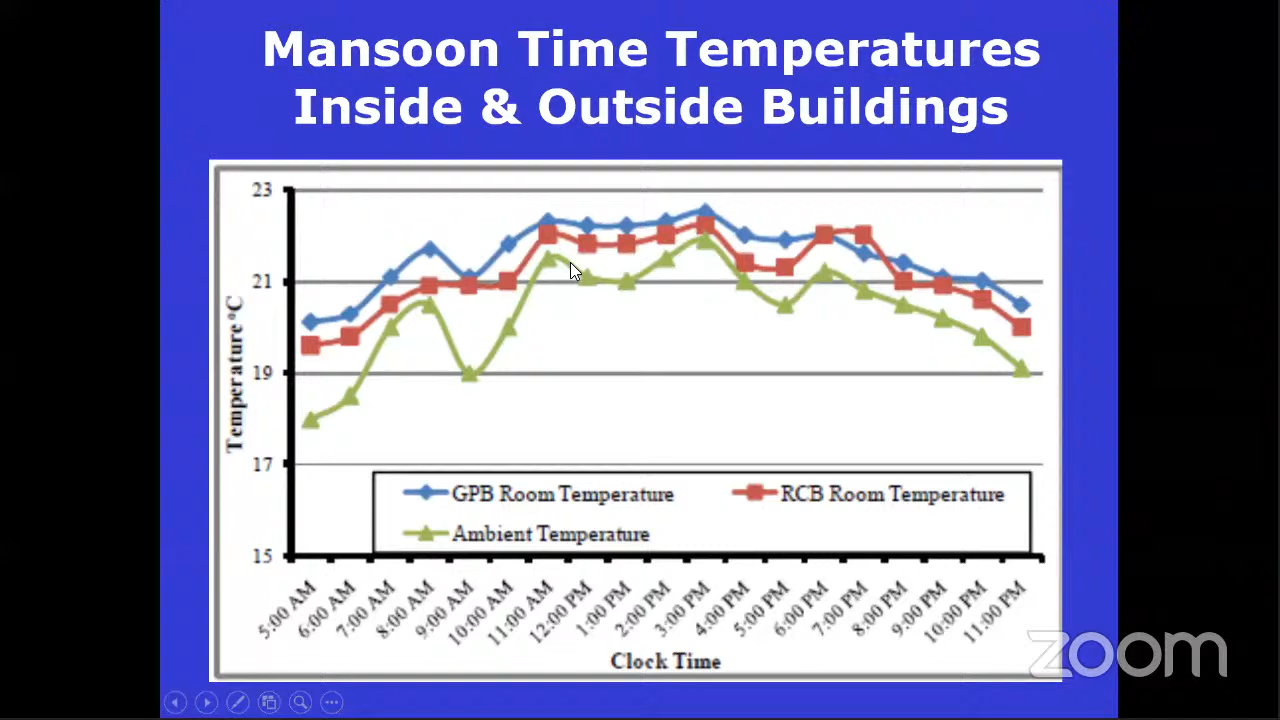 Mansoon Time Temperatures
Inside & Outside Buildings
23
21
19
17
15
Temperature °C
GPB Room Temperature
RCB Room Temperature
Ambient Temperature
5:00 AM
6:00 AM
7:00 AM
8:00 AM
9:00 AM
10:00 AM
11:00 AM
12:00 PM
1:00 PM
2:00 PM
3:00 PM
4:00 PM
5:00 PM
6:00 PM
7:00 PM
8:00 PM
9:00 PM
10:00 PM
11:00 PM
Clock Time
zoom